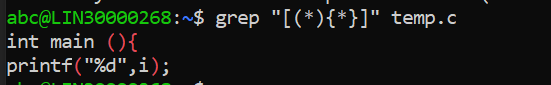 abc@LIN30000268:~$ grep "[(*){*}]" temp.c
int main (){
printf("%d",i);